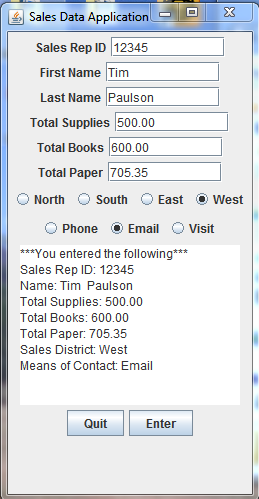 Sales Data Application
Sales Rep ID 12345
First Name Tim
Last Name Paulson
Total Supplies 500.00
Total Books 600.00
Total Paper 705.35
North South East West
Phone Email Visit
***You entered the following***
Sales Rep ID: 12345
Name: Tim  Paulson
Total Supplies: 500.00
Total Books: 600.00
Total Paper: 705.35
Sales District: West
Means of Contact: Email
Quit Enter